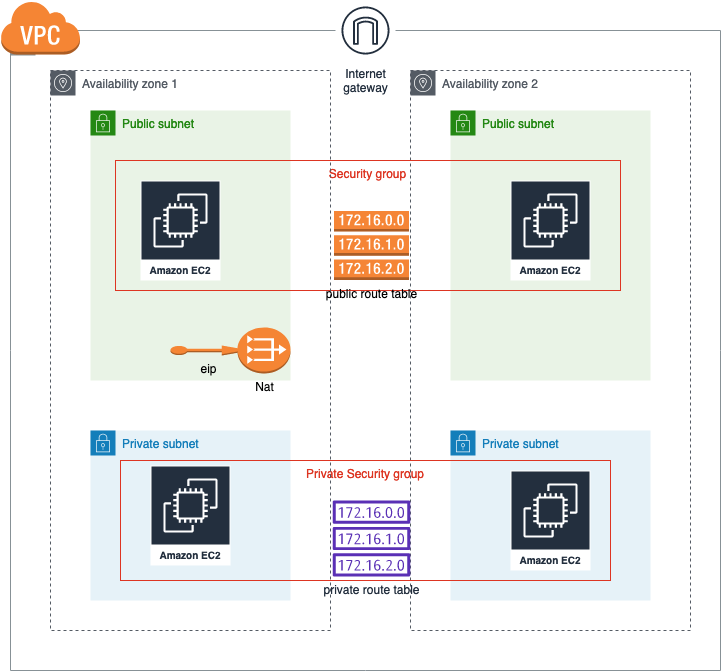 VPC
Internet
gateway
Availability zone 1
Availability zone 2
Public subnet
Public subnet
Security group
172.16.0.0
172.16.1.0
172.16.2.0
Amazon EC2
Amazon EC2
public route table
eip
Nat
Private subnet
Private subnet
Private Security group
172.16.0.0
172.16.1.0
172.16.2.0
Amazon EC2
Amazon EC2
private route table